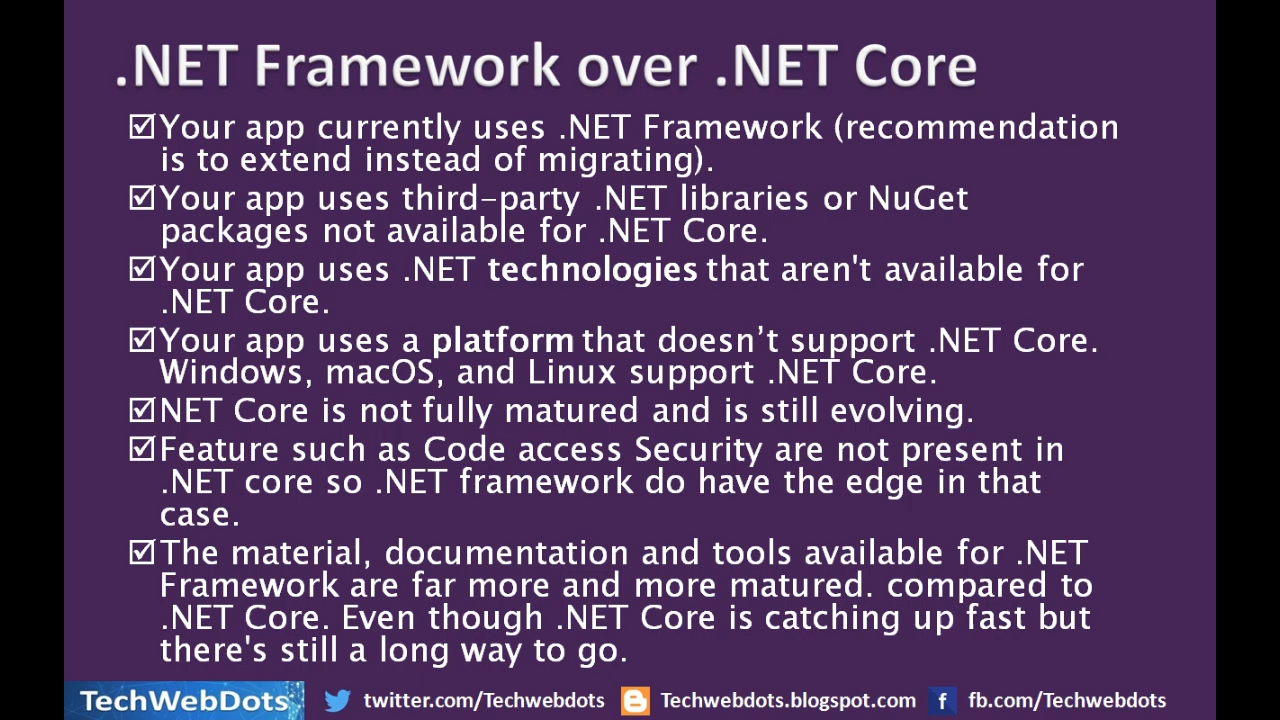 .NET Framework over .NET Core
☑Your app currently uses .NET Framework (recommendation
is to extend instead of migrating).
☑Your app uses third-party .NET libraries or NuGet
packages not available for .NET Core.
☑Your app uses .NET technologies that aren't available for
.NET Core.
☑Your app uses a platform that doesn’t support .NET Core.
Windows, macOS, and Linux support .NET Core.
☑NET Core is not fully matured and is still evolving.
☑Feature such as Code access Security are not present in
.NET core so .NET framework do have the edge in that
case.
☑The material, documentation and tools available for .NET
Framework are far more and more matured. compared to
.NET Core. Even though .NET Core is catching up fast but
there's still a long way to go.
TechWebDots twitter.com/Techwebdots Techwebdots.blogspot.com fb.com/Techwebdots